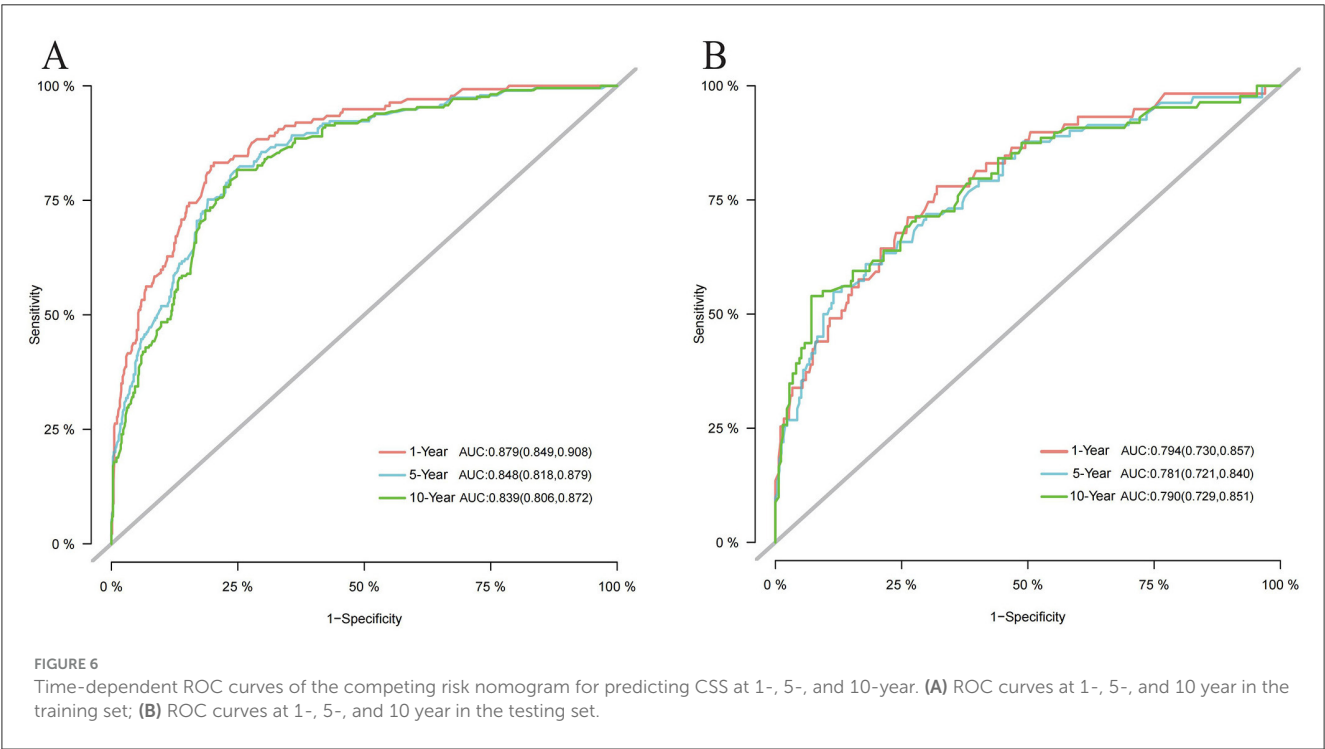 A
100 %
75 %
50 %
25 %
0 %
Sensitivity
1-Year AUC:0.879(0.849,0.908)
5-Year AUC:0.848(0.818,0.879)
10-Year AUC:0.839(0.806,0.872)
0 %
25 %
50 %
75 %
100 %
1−Specificity
B
100 %
75 %
50 %
25 %
0 %
Sensitivity
1-Year AUC:0.794(0.730,0.857)
5-Year AUC:0.781(0.721,0.840)
10-Year AUC:0.790(0.729,0.851)
0 %
25 %
50 %
75 %
100 %
1−Specificity
FIGURE 6
Time-dependent ROC curves of the competing risk nomogram for predicting CSS at 1-, 5-, and 10-year. (A) ROC curves at 1-, 5-, and 10 year in the
training set; (B) ROC curves at 1-, 5-, and 10 year in the testing set.